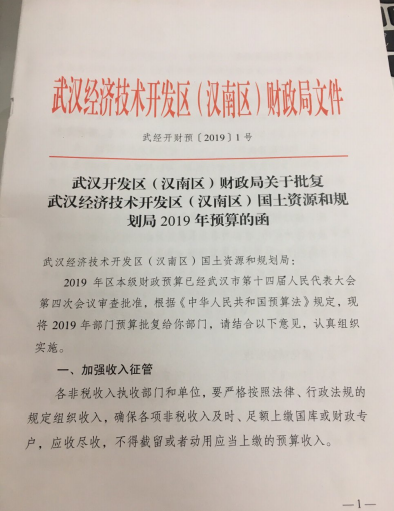 武汉经济技术开发区（汉南区）财政局文件
武经开财预〔2019〕1号
武汉开发区（汉南区）财政局关于批复
武汉经济技术开发区（汉南区）国土资源和规
划局 2019 年预算的函
武汉经济技术开发区（汉南区）国土资源和规划局：
2019 年区本级财政预算已经武汉市第十四届人民代表大会
第四次会议审查批准，根据《中华人民共和国预算法》规定，现
将 2019 年部门预算批复给你部门，请结合以下意见，认真组织
实施。
一、加强收入征管
各非税收入执收部门和单位，要严格按照法律、行政法规的
规定组织收入，确保各项非税收入及时、足额上缴国库或财政专
户，应收尽收，不得截留或者动用应当上缴的预算收入。
—1—